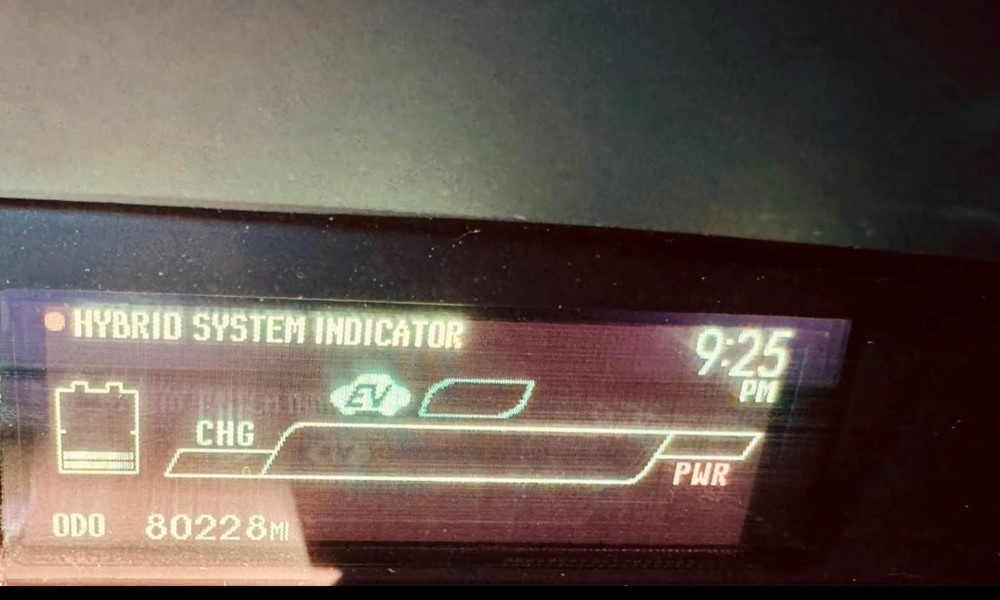 HYBRID SYSTEM INDICATOR
9:25
PM
EV
CHG
PWR
ODO 80228MI